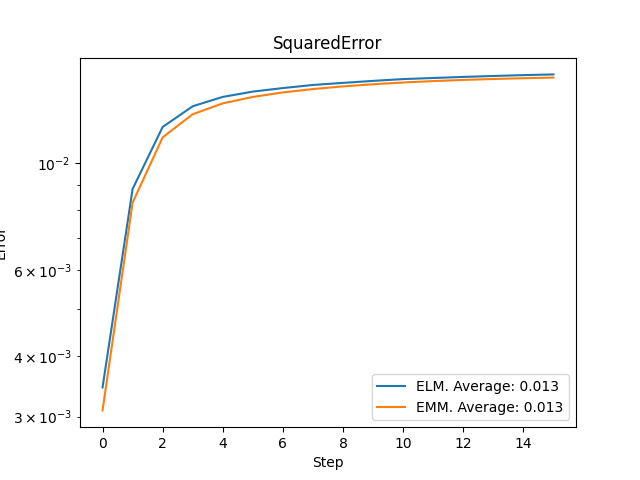 SquaredError
10⁻²
6 × 10⁻³
4 × 10⁻³
3 × 10⁻³
Error
0 2 4 6 8 10 12 14
Step
ELM. Average: 0.013
EMM. Average: 0.013